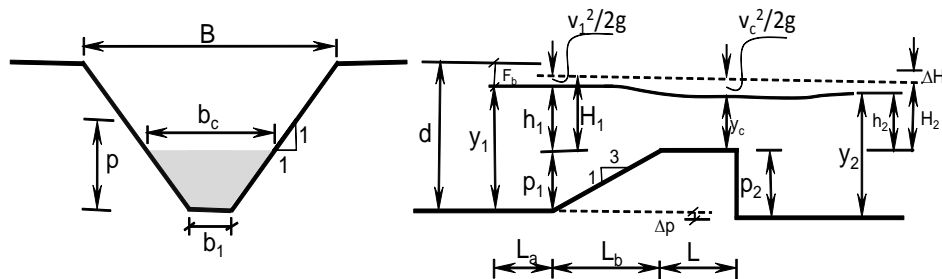 B
b_c
p
1
1
b_1
v_1^2/2g
v_c^2/2g
F_b
ΔH
d
y_1
h_1
H_1
y_c
h_2
H_2
3
1
p_1
p_2
y_2
Δp
L_a
L_b
L